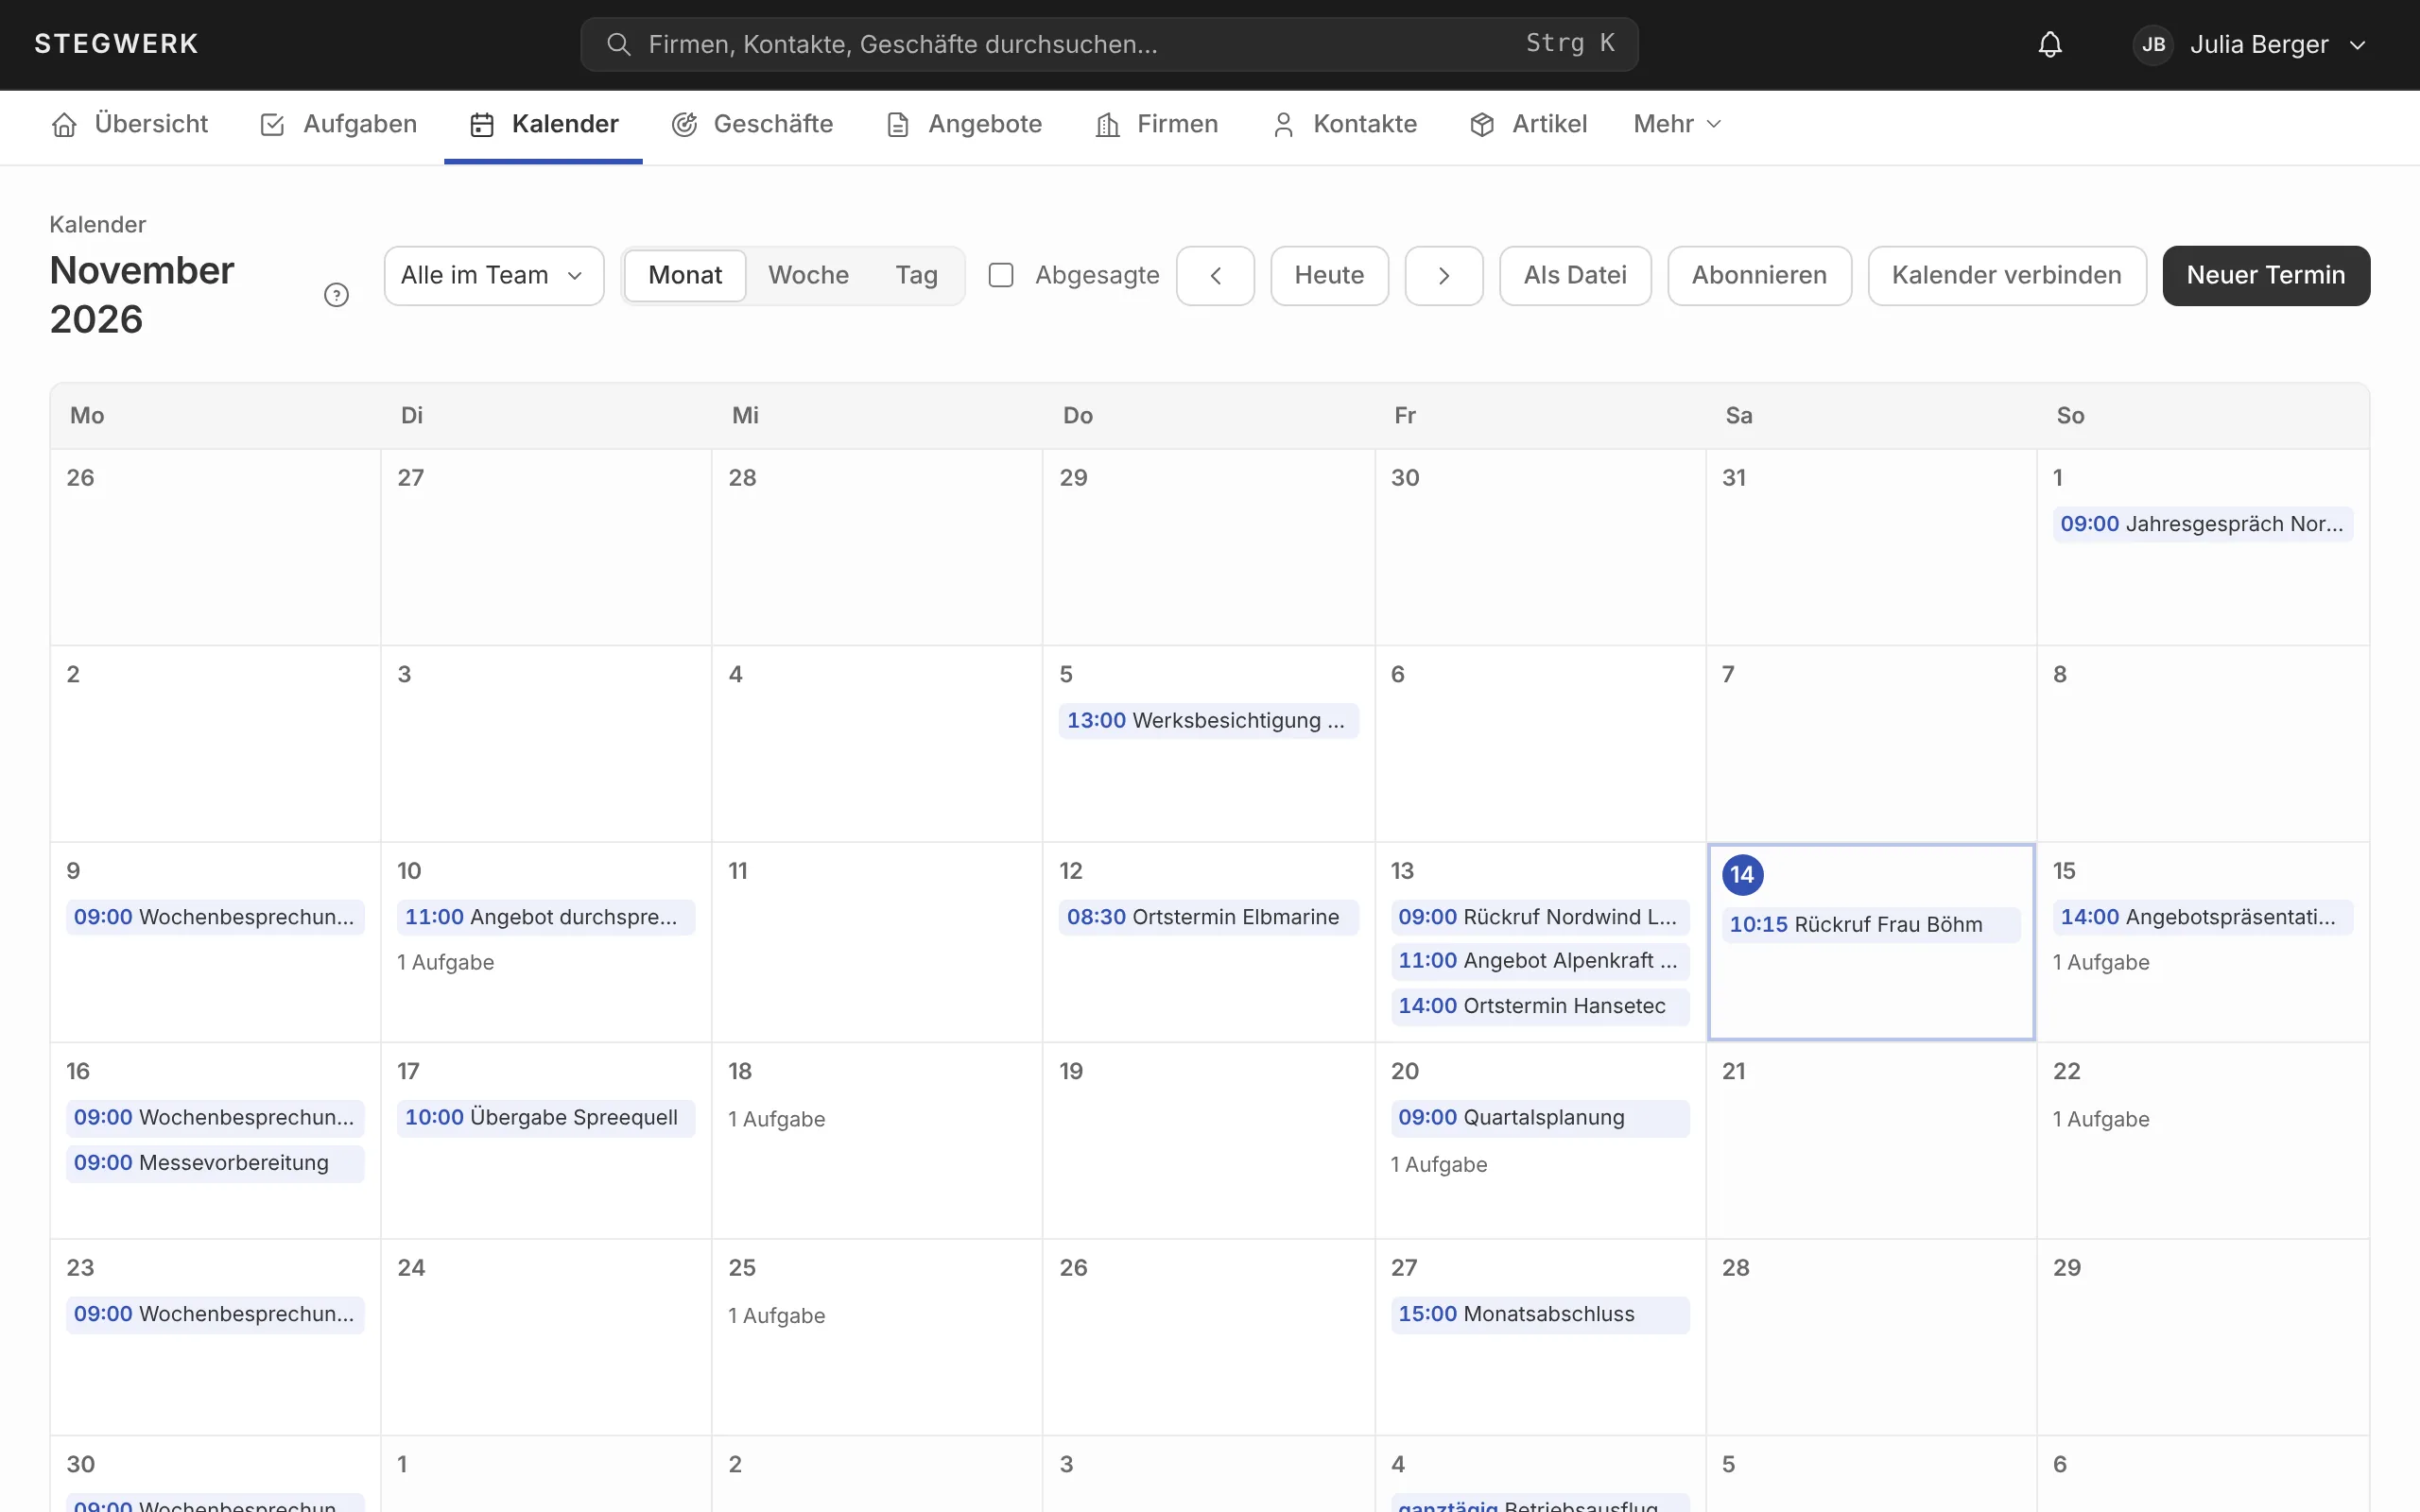 STEGWERK
Firmen, Kontakte, Geschäfte durchsuchen...
Strg K
JB
Julia Berger
Übersicht
Aufgaben
Kalender
Geschäfte
Angebote
Firmen
Kontakte
Artikel
Mehr
Kalender
November
2026
?
Alle im Team
Monat
Woche
Tag
Abgesagte
Heute
Als Datei
Abonnieren
Kalender verbinden
Neuer Termin
Mo
Di
Mi
Do
Fr
Sa
So
26
27
28
29
30
31
1
09:00 Jahresgespräch Nor...
2
3
4
5
13:00 Werksbesichtigung ...
6
7
8
9
09:00 Wochenbesprechun...
10
11:00 Angebot durchspre...
1 Aufgabe
11
12
08:30 Ortstermin Elbmarine
13
09:00 Rückruf Nordwind L...
11:00 Angebot Alpenkraft ...
14:00 Ortstermin Hansetec
14
10:15 Rückruf Frau Böhm
15
14:00 Angebotspräsentati...
1 Aufgabe
16
09:00 Wochenbesprechun...
09:00 Messevorbereitung
17
10:00 Übergabe Spreequell
18
1 Aufgabe
19
20
09:00 Quartalsplanung
1 Aufgabe
21
22
1 Aufgabe
23
09:00 Wochenbesprechun...
24
25
1 Aufgabe
26
27
15:00 Monatsabschluss
28
29
30
09:00 Wochenbesprechun
1
2
3
4
ganztägig Betriebsausflug
5
6